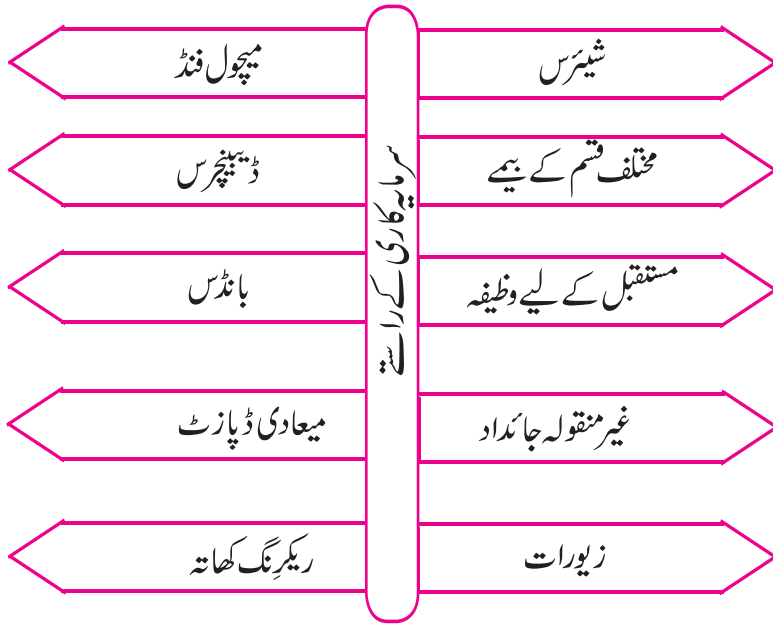 سرمایہ کاری کے راستے
شیئرس
میچول فنڈ
مختلف قسم کے بیمے
ڈیبینچرس
مستقبل کے لیے وظیفہ
بانڈس
غیر منقولہ جائداد
میعادی ڈپازٹ
زیورات
ریکرِنگ کھاتہ